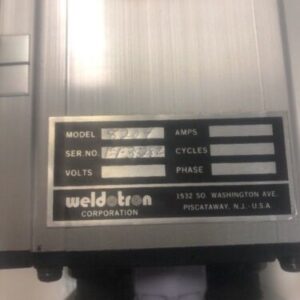 MODEL AMPS
SER.NO. CYCLES
VOLTS PHASE
weldotron
CORPORATION
1532 SO. WASHINGTON AVE.
PISCATAWAY, N.J.- U.S.A.